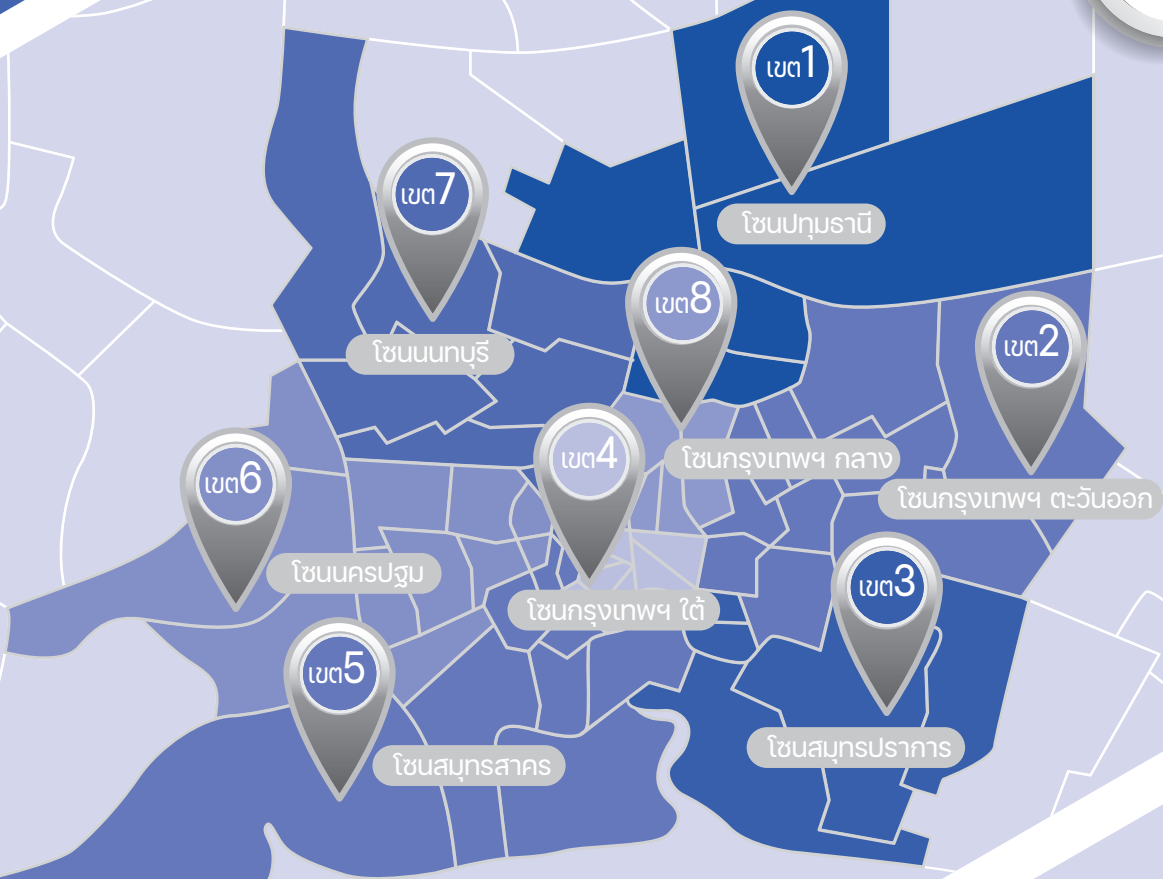 เขต1
โซนปทุมธานี
เขต7
โซนนนทบุรี
เขต8
โซนกรุงเทพฯ กลาง
เขต2
โซนกรุงเทพฯ ตะวันออก
เขต4
โซนกรุงเทพฯ ใต้
เขต6
โซนนครปฐม
เขต3
โซนสมุทรปราการ
เขต5
โซนสมุทรสาคร